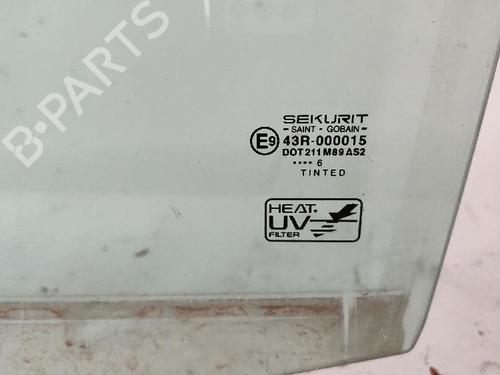 B-PARTS
SEKURIT
- SAINT - GOBAIN -
E9 43R-000015
DOT 211 M89 AS2
•••• 6
TINTED
HEAT+
UV
FILTER